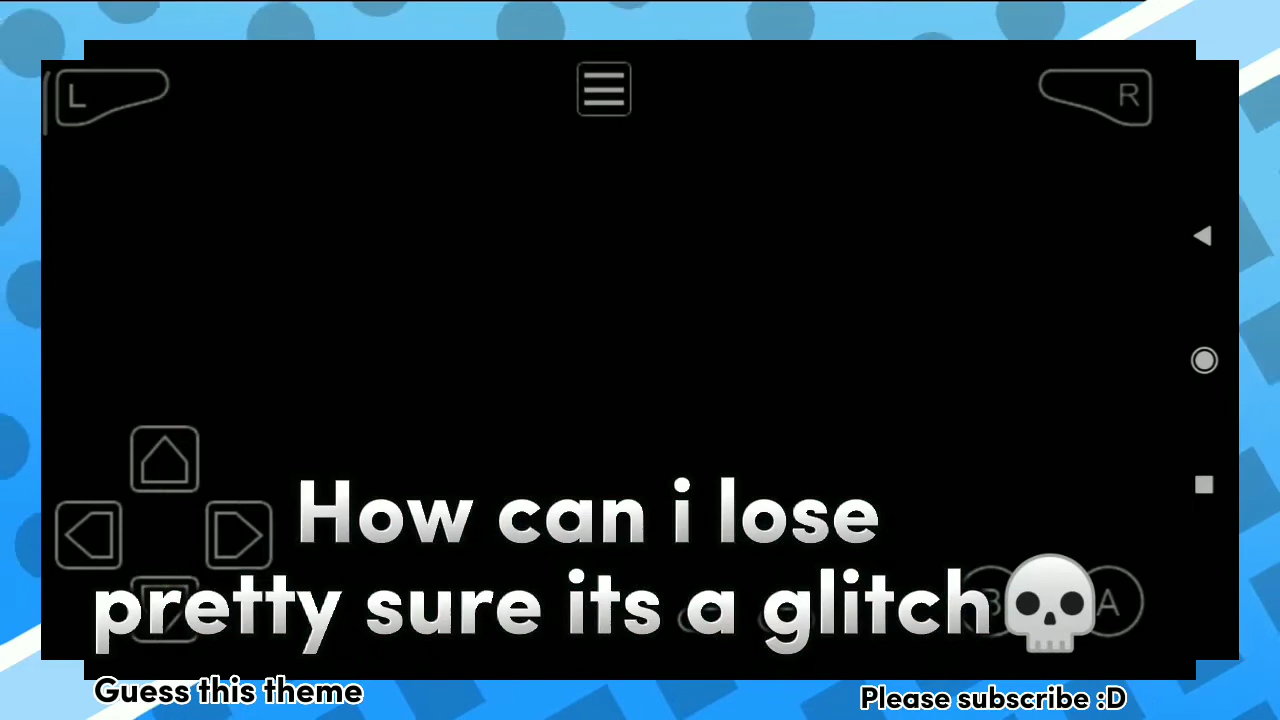 L
R
How can i lose
pretty sure its a glitch💀
B
A
Guess this theme
Please subscribe :D